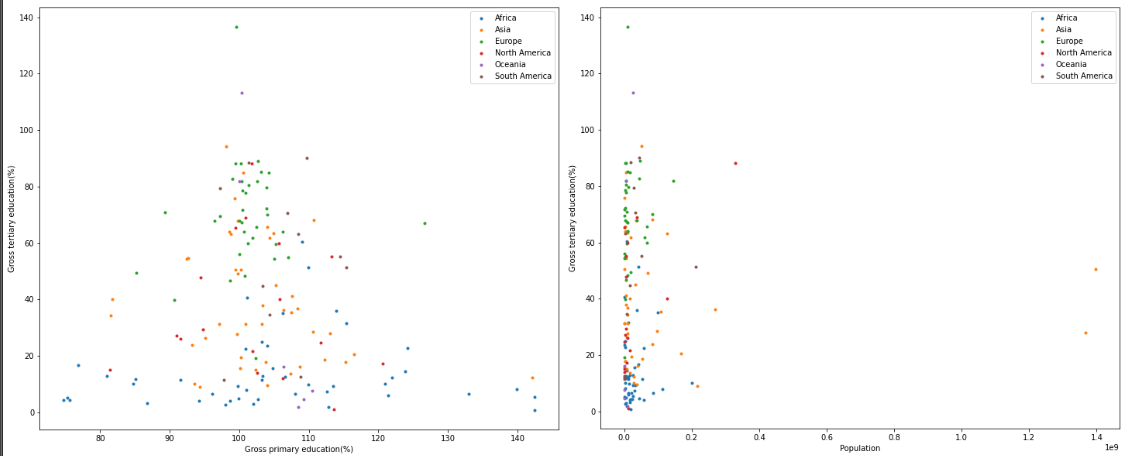 140
120
100
80
60
40
20
0
Gross tertiary education(%)
80
90
100
110
120
130
140
Gross primary education(%)
Africa
Asia
Europe
North America
Oceania
South America
140
120
100
80
60
40
20
0
Gross tertiary education(%)
0.0
0.2
0.4
0.6
0.8
1.0
1.2
1.4
1e9
Population
Africa
Asia
Europe
North America
Oceania
South America